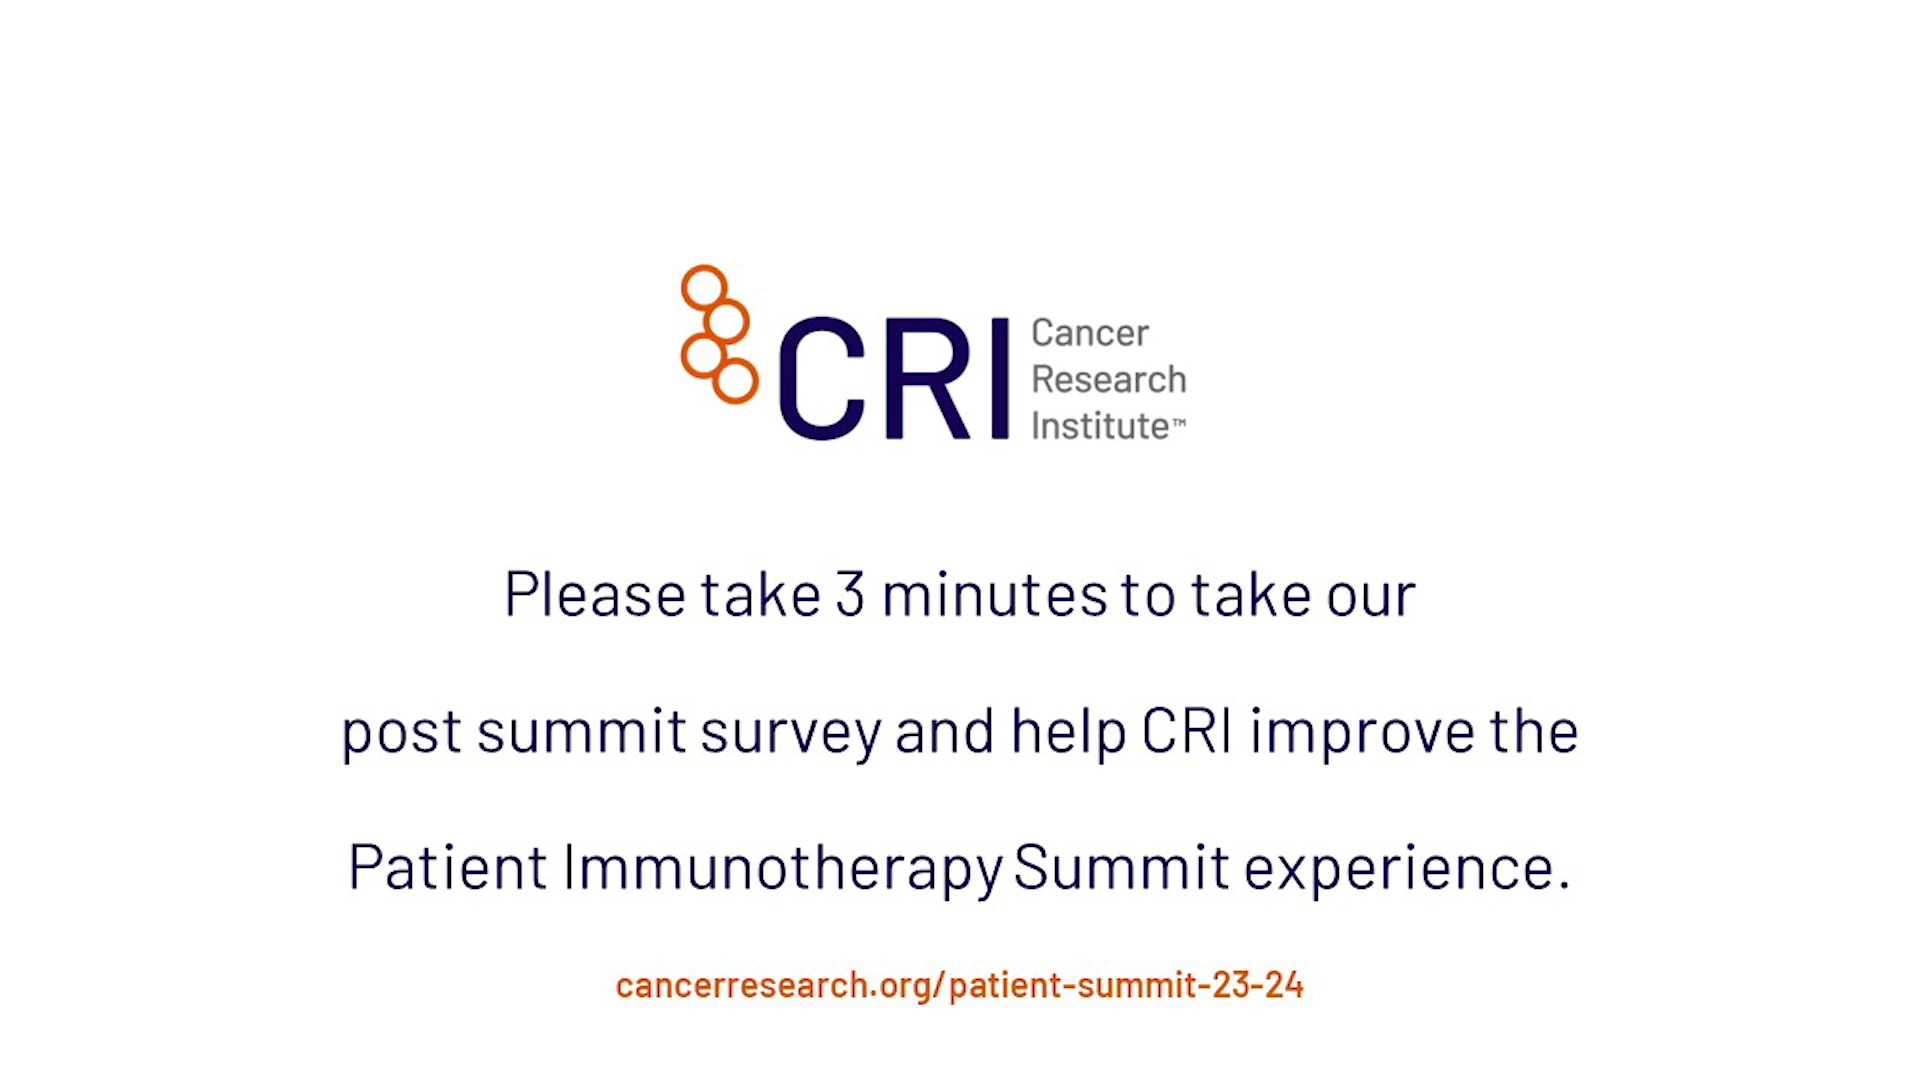 CRI
Cancer
Research
Institute™
Please take 3 minutes to take our
post summit survey and help CRI improve the
Patient Immunotherapy Summit experience.
cancerresearch.org/patient-summit-23-24